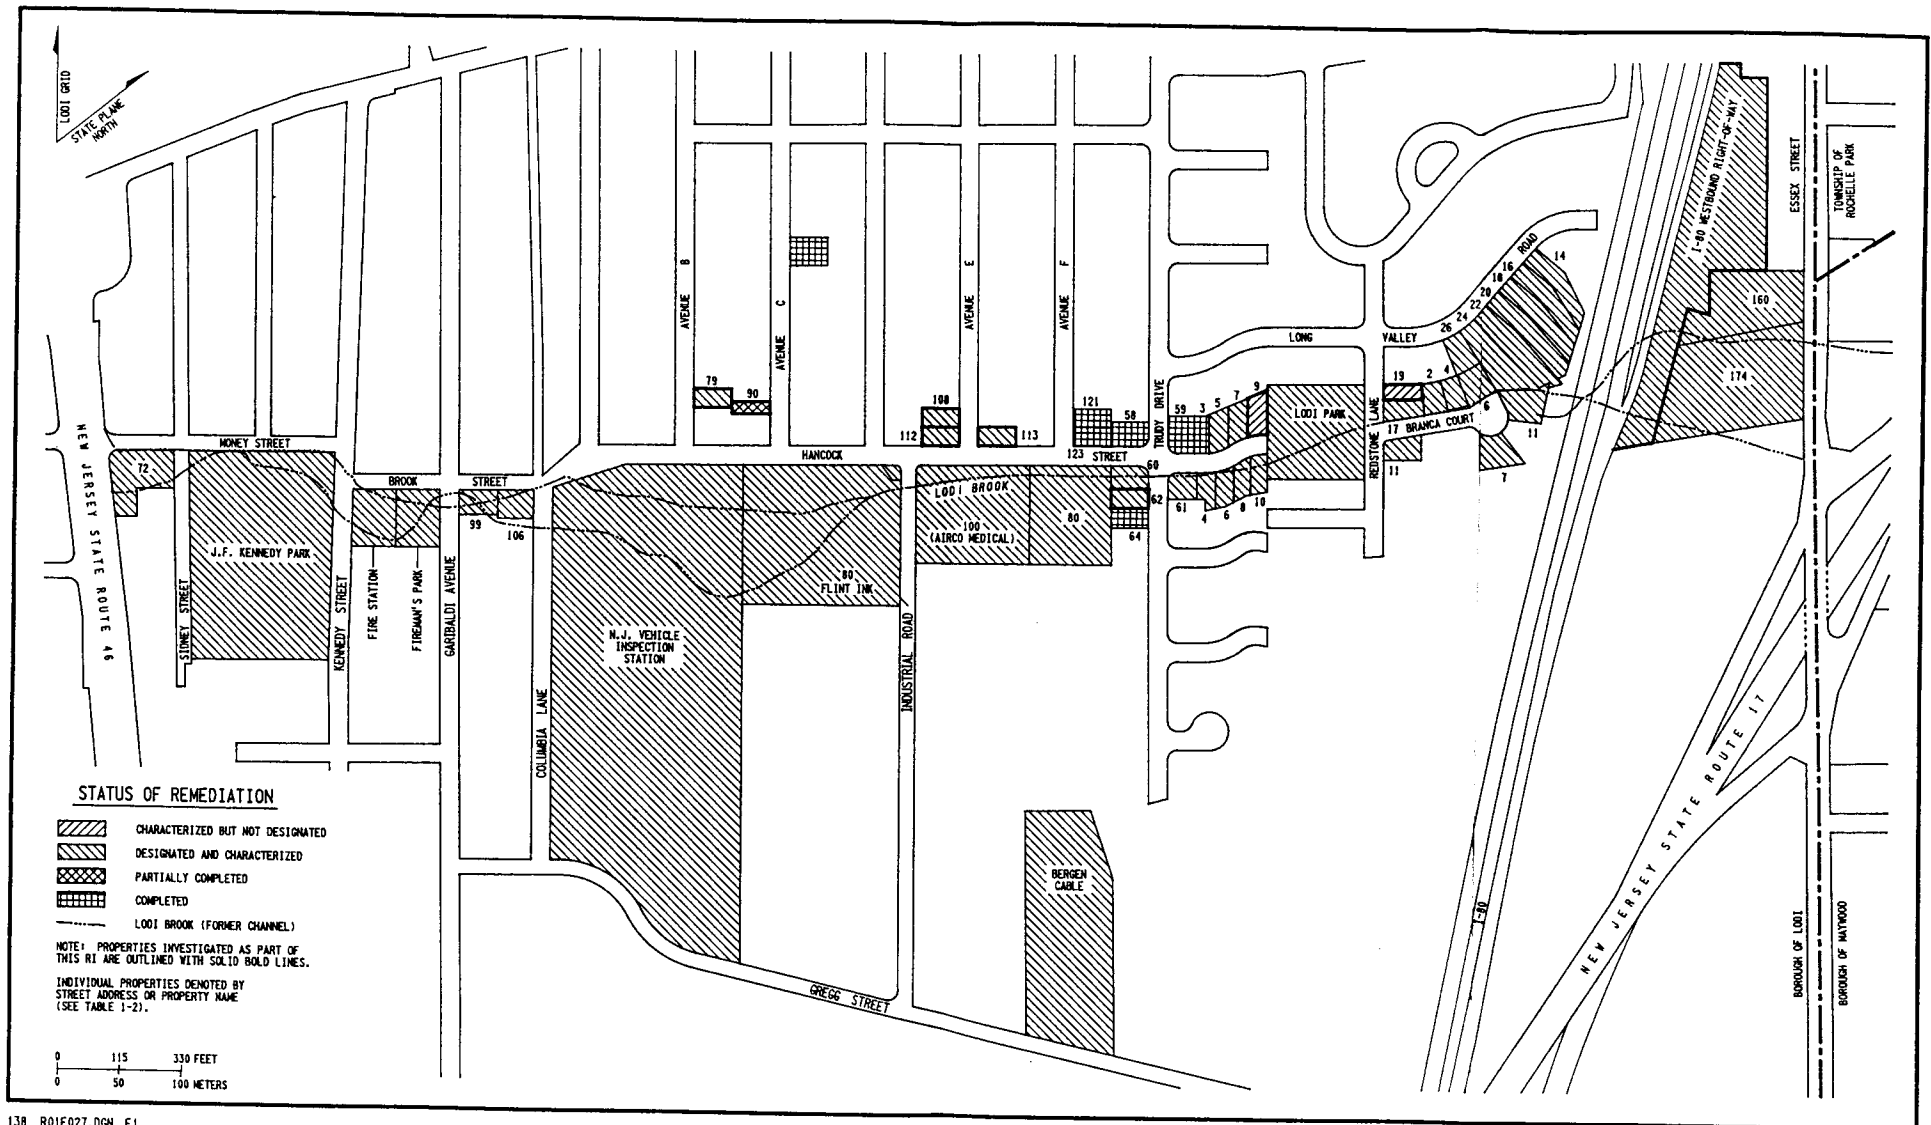 LODI GRID
STATE PLANE
NORTH
I-80 WESTBOUND RIGHT-OF-WAY
ESSEX STREET
TOWNSHIP OF
ROCHELLE PARK
AVENUE B
AVENUE C
AVENUE E
AVENUE F
ROAD
14
16
18
20
22
24
26
LONG
VALLEY
160
174
79
90
108
112
113
121
58
TRUDY DRIVE
59
3
5
7
9
LODI PARK
REDSTONE LANE
19
2
4
6
17 BRANCA COURT
11
11
7
NEW JERSEY STATE ROUTE 46
MONEY STREET
72
HANCOCK
123
STREET
60
62
64
61
4
6
8
10
BROOK
STREET
99
106
LODI BROOK
100
(AIRCO MEDICAL)
80
80
FLINT INK
J.F. KENNEDY PARK
SIDNEY STREET
KENNEDY STREET
FIRE STATION
FIREMAN'S PARK
GARIBALDI AVENUE
COLUMBIA LANE
N.J. VEHICLE
INSPECTION
STATION
INDUSTRIAL ROAD
BERGEN
CABLE
GREGG STREET
I-80
NEW JERSEY STATE ROUTE 17
BOROUGH OF LODI
BOROUGH OF MAYWOOD
STATUS OF REMEDIATION
CHARACTERIZED BUT NOT DESIGNATED
DESIGNATED AND CHARACTERIZED
PARTIALLY COMPLETED
COMPLETED
LODI BROOK (FORMER CHANNEL)
NOTE: PROPERTIES INVESTIGATED AS PART OF
THIS RI ARE OUTLINED WITH SOLID BOLD LINES.
INDIVIDUAL PROPERTIES DENOTED BY
STREET ADDRESS OR PROPERTY NAME
(SEE TABLE 1-2).
0 115 330 FEET
0 50 100 METERS
138 R01F027.DGN F1